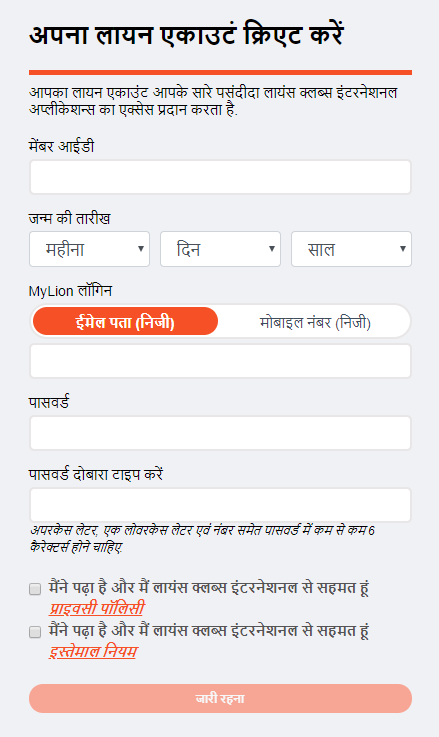 अपना लायन एकाउटं क्रिएट करें
आपका लायन एकाउंट आपके सारे पसंदीदा लायंस क्लब्स इंटरनेशनल
अप्लीकेशन्स का एक्सेस प्रदान करता है.
मेंबर आईडी
जन्म की तारीख
महीना दिन साल
MyLion लॉगिन
ईमेल पता (निजी) मोबाइल नंबर (निजी)
पासवर्ड
पासवर्ड दोबारा टाइप करें
अपरकेस लेटर, एक लोवरकेस लेटर एवं नंबर समेत पासवर्ड में कम से कम 6
कैरेक्टर्स होने चाहिए.
मैंने पढ़ा है और मैं लायंस क्लब्स इंटरनेशनल से सहमत हूं
प्राइवसी पॉलिसी
मैंने पढ़ा है और मैं लायंस क्लब्स इंटरनेशनल से सहमत हूं
इस्तेमाल नियम
जारी रहना